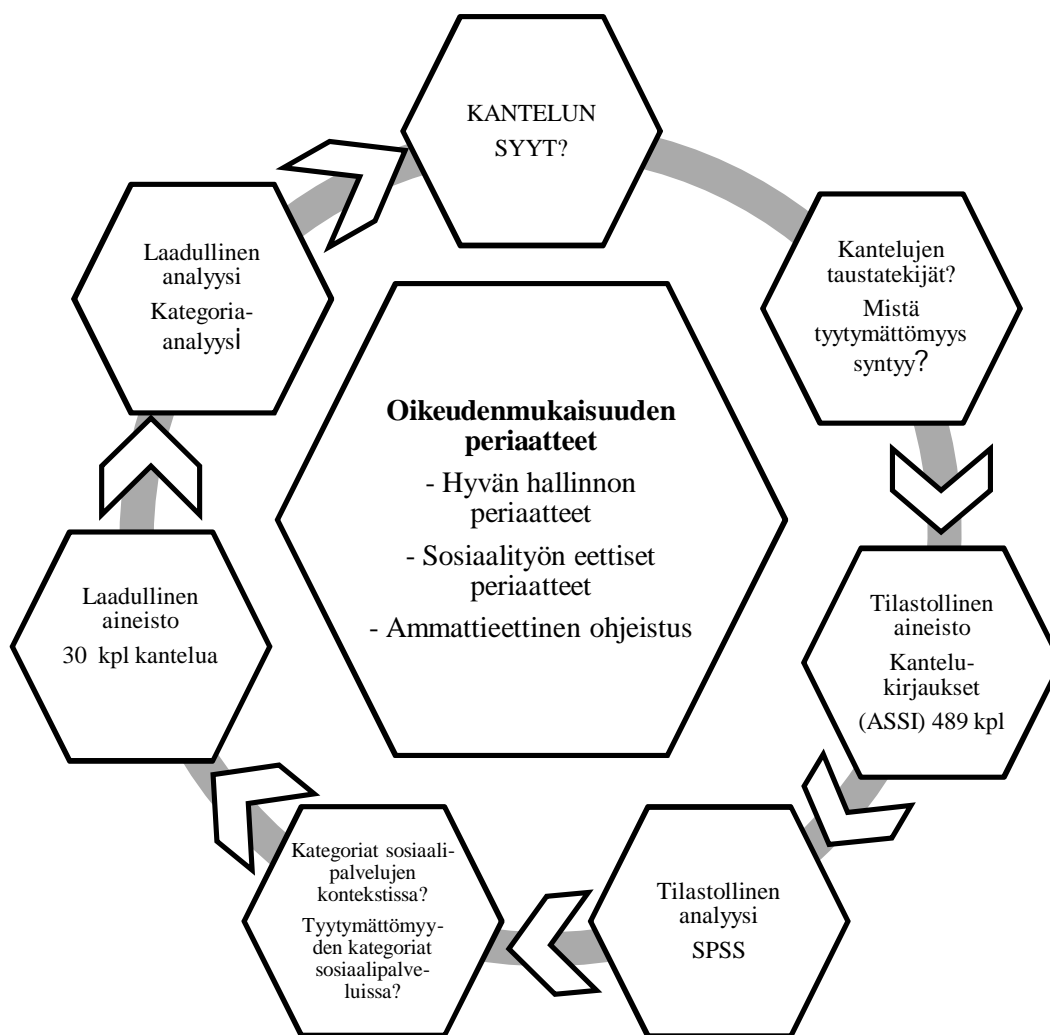 KANTELUN
SYYT?
Kantelujen
taustatekijät?
Mistä
tyytymättömyys
syntyy?
Tilastollinen
aineisto
Kantelu-
kirjaukset
(ASSI) 489 kpl
Tilastollinen
analyysi
SPSS
Kategoriat sosiaali-
palvelujen
kontekstissa?
Tyytymättömyy-
den kategoriat
sosiaalipalve-
luissa?
Laadullinen
aineisto
30 kpl kantelua
Laadullinen
analyysi
Kategoria-
analyysi
Oikeudenmukaisuuden
periaatteet
- Hyvän hallinnon
periaatteet
- Sosiaalityön eettiset
periaatteet
- Ammattieettinen ohjeistus